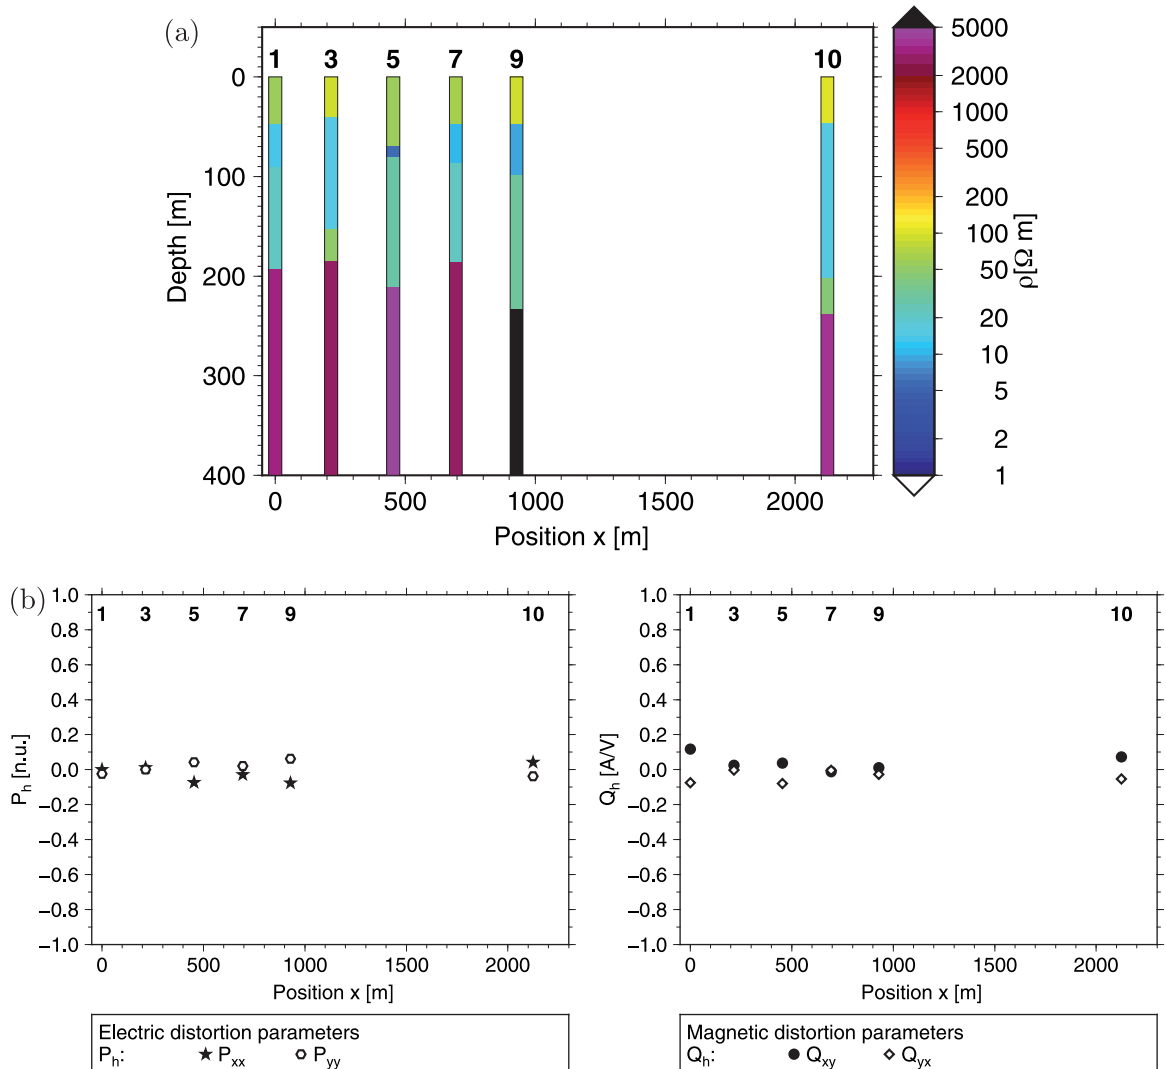 (a)
1 3 5 7 9 10
0
100
200
300
400
Depth [m]
0 500 1000 1500 2000
Position x [m]
5000
2000
1000
500
200
100
50
20
10
5
2
1
ρ[Ω m]
(b)
1 3 5 7 9 10
1.0
0.8
0.6
0.4
0.2
0.0
−0.2
−0.4
−0.6
−0.8
−1.0
P_h [n.u.]
0 500 1000 1500 2000
Position x [m]
Electric distortion parameters
P_h: ★ P_xx P_yy
1 3 5 7 9 10
1.0
0.8
0.6
0.4
0.2
0.0
−0.2
−0.4
−0.6
−0.8
−1.0
Q_h [A/V]
0 500 1000 1500 2000
Position x [m]
Magnetic distortion parameters
Q_h: Q_xy Q_yx